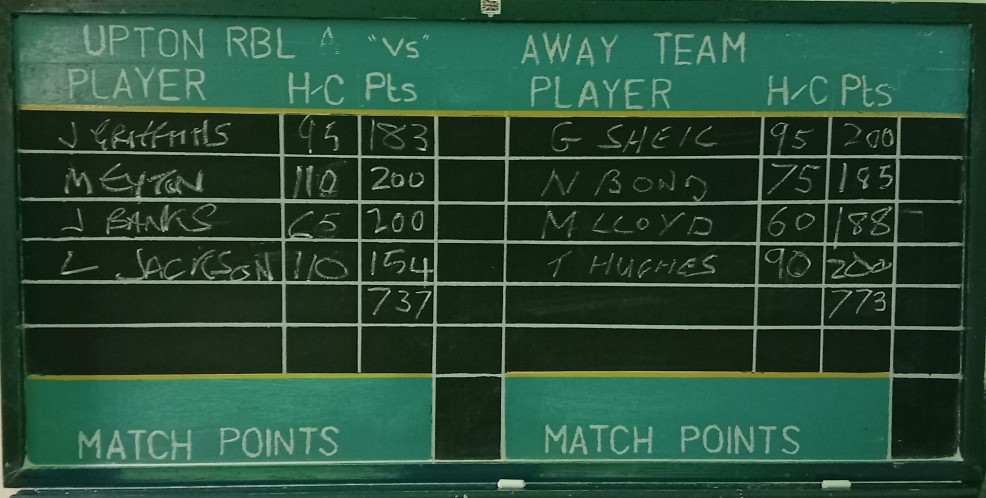 UPTON RBL A "Vs" AWAY TEAM
PLAYER H-C Pts PLAYER H/C Pts
J GRIFFITHS 95 183 G SHEIL 95 200
M EYTON 110 200 N BOND 75 185
J BANKS 65 200 M LLOYD 60 188
L JACKSON 110 154 T HUGHES 90 200
737 773
MATCH POINTS MATCH POINTS